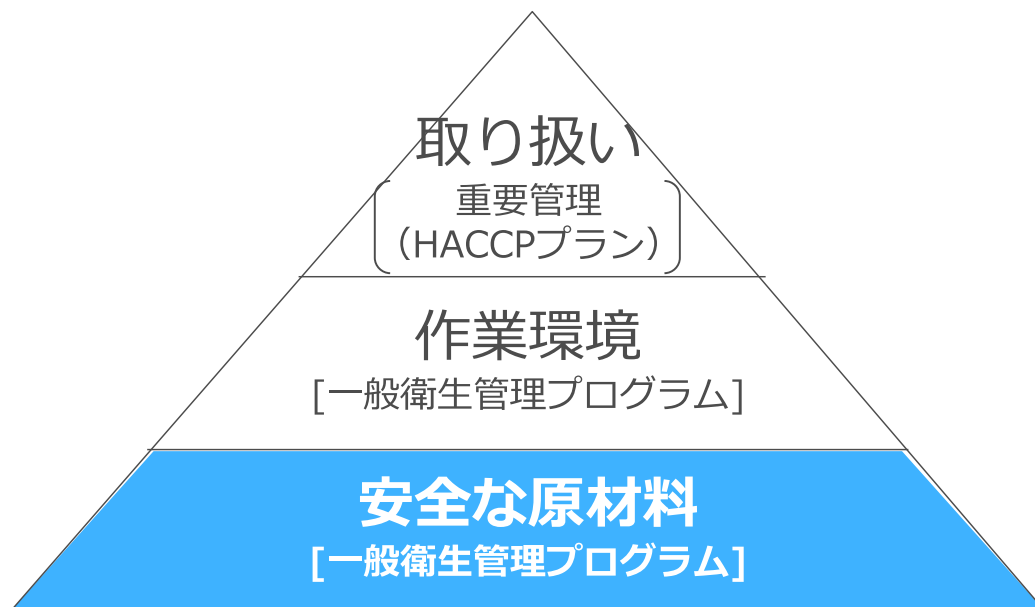 取り扱い
重要管理
（HACCPプラン）
作業環境
[一般衛生管理プログラム]
安全な原材料
[一般衛生管理プログラム]